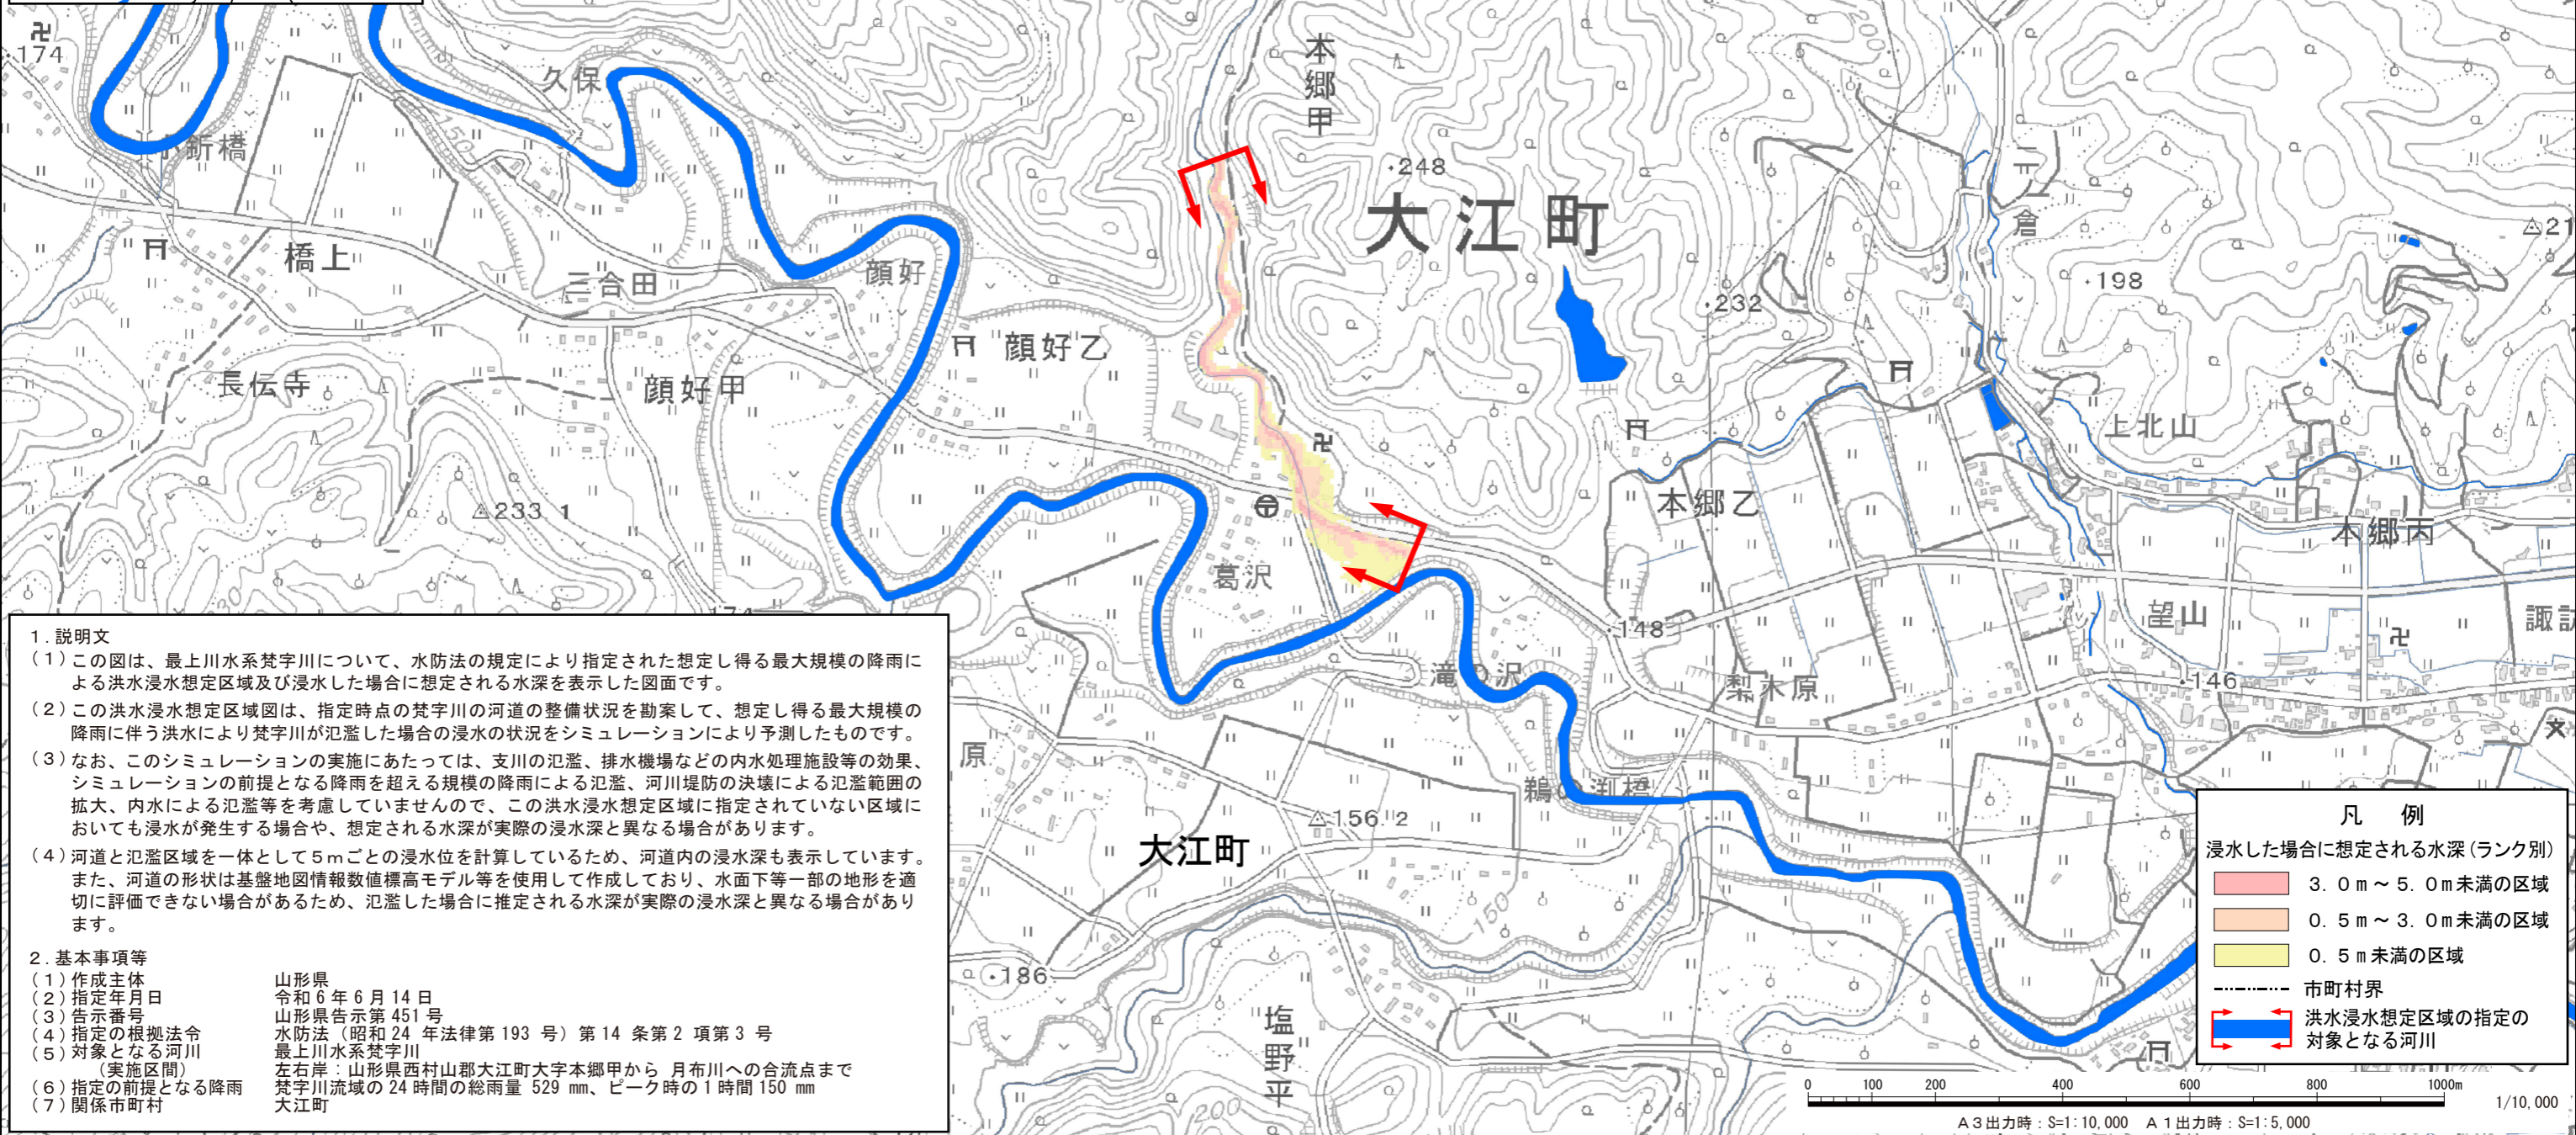 174
久保
小新橋
150
本郷甲
・248
大江町
200
元倉
・198
△21
・232
橋上
三合田
顔好
顔好乙
長伝寺
顔好甲
△233 1
上北山
本郷乙
本郷丙
葛沢
174
・148
滝の沢
望山
諏訪
梨木原
・146
原
鵜の渕橋
△156.2
大江町
150
・186
塩野平
200
1.説明文
(1)この図は、最上川水系梵字川について、水防法の規定により指定された想定し得る最大規模の降雨に
よる洪水浸水想定区域及び浸水した場合に想定される水深を表示した図面です。
(2)この洪水浸水想定区域図は、指定時点の梵字川の河道の整備状況を勘案して、想定し得る最大規模の
降雨に伴う洪水により梵字川が氾濫した場合の浸水の状況をシミュレーションにより予測したものです。
(3)なお、このシミュレーションの実施にあたっては、支川の氾濫、排水機場などの内水処理施設等の効果、
シミュレーションの前提となる降雨を超える規模の降雨による氾濫、河川堤防の決壊による氾濫範囲の
拡大、内水による氾濫等を考慮していませんので、この洪水浸水想定区域に指定されていない区域に
おいても浸水が発生する場合や、想定される水深が実際の浸水深と異なる場合があります。
(4)河道と氾濫区域を一体として5mごとの浸水位を計算しているため、河道内の浸水深も表示しています。
また、河道の形状は基盤地図情報数値標高モデル等を使用して作成しており、水面下等一部の地形を適
切に評価できない場合があるため、氾濫した場合に推定される水深が実際の浸水深と異なる場合があり
ます。
2.基本事項等
(1)作成主体 山形県
(2)指定年月日 令和6年6月14日
(3)告示番号 山形県告示第451号
(4)指定の根拠法令 水防法（昭和24 年法律第193 号）第14 条第2 項第3 号
(5)対象となる河川 最上川水系梵字川
（実施区間） 左右岸：山形県西村山郡大江町大字本郷甲から 月布川への合流点まで
(6)指定の前提となる降雨 梵字川流域の24時間の総雨量 529 mm、ピーク時の1時間150 mm
(7)関係市町村 大江町
凡 例
浸水した場合に想定される水深(ランク別)
3.0m～5.0m未満の区域
0.5m～3.0m未満の区域
0.5m未満の区域
市町村界
洪水浸水想定区域の指定の
対象となる河川
0 100 200 400 600 800 1000m
1/10,000
A3出力時：S=1:10,000 A1出力時：S=1:5,000